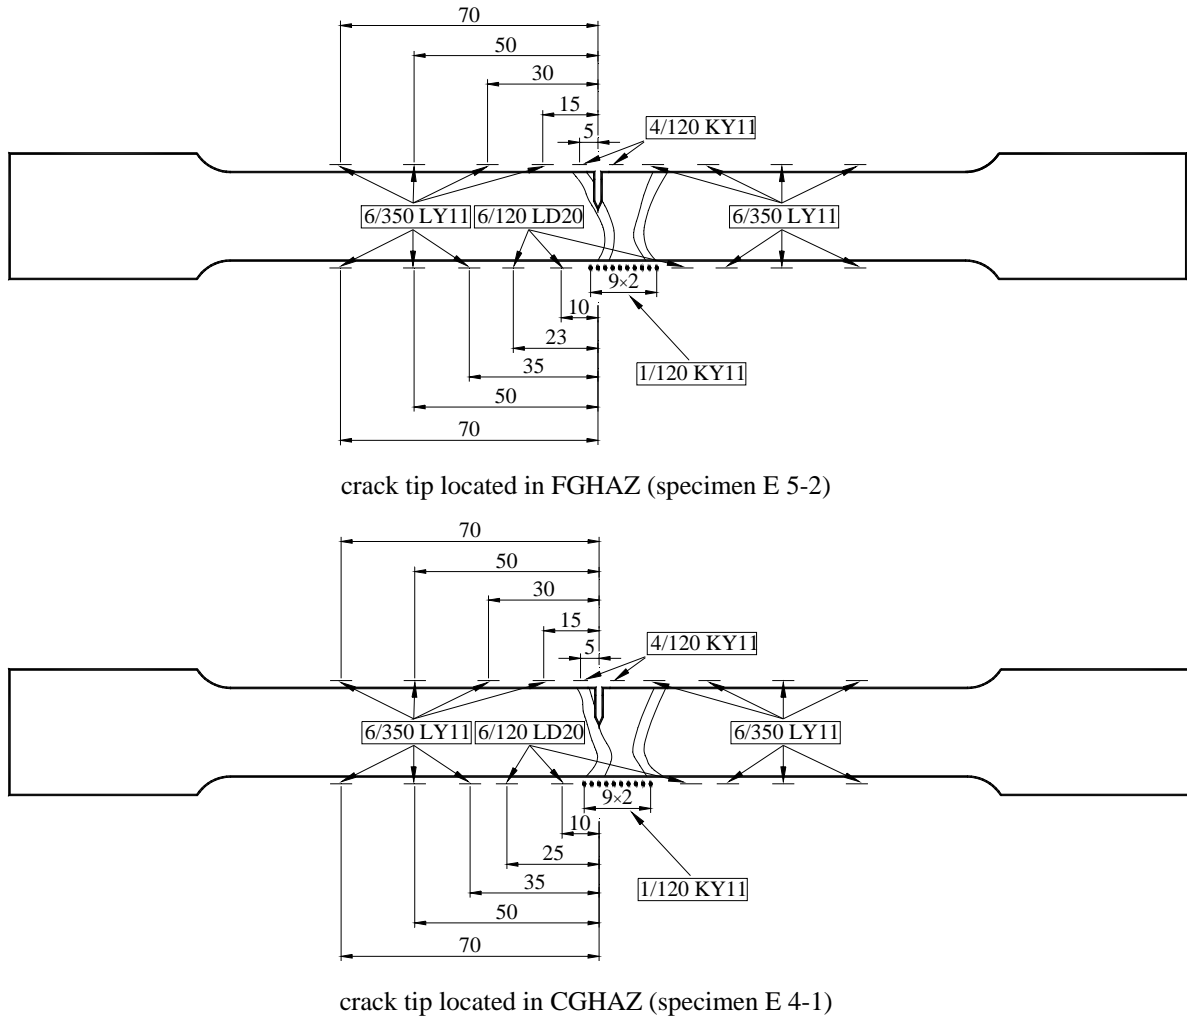 70
50
30
15
5
4/120 KY11
6/350 LY11
6/120 LD20
6/350 LY11
9×2
10
23
1/120 KY11
35
50
70
crack tip located in FGHAZ (specimen E 5-2)
70
50
30
15
5
4/120 KY11
6/350 LY11
6/120 LD20
6/350 LY11
9×2
10
25
1/120 KY11
35
50
70
crack tip located in CGHAZ (specimen E 4-1)